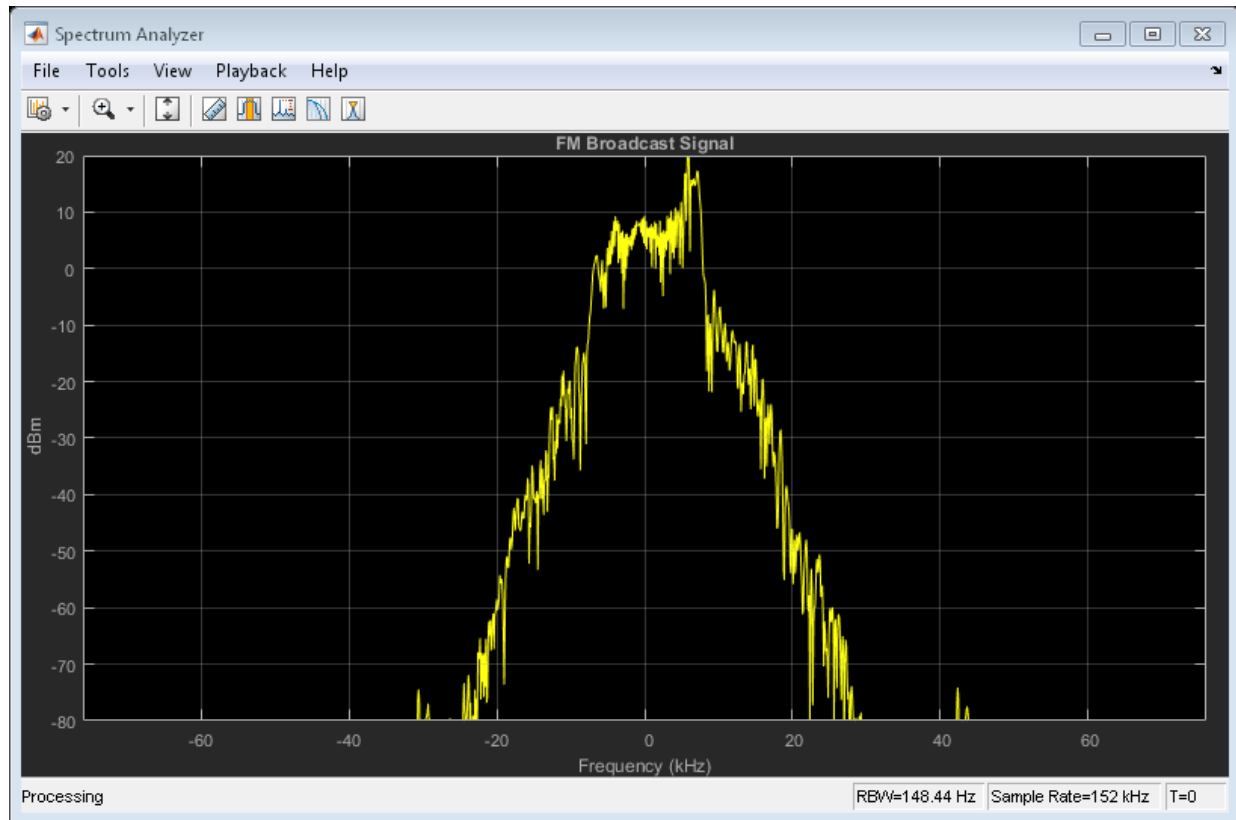 Spectrum Analyzer
File Tools View Playback Help
FM Broadcast Signal
20
10
0
-10
-20
-30
-40
-50
-60
-70
-80
dBm
-60 -40 -20 0 20 40 60
Frequency (kHz)
Processing RBW=148.44 Hz Sample Rate=152 kHz T=0